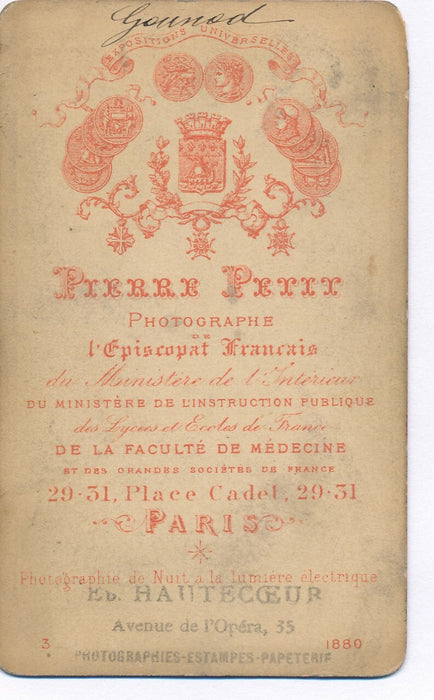 Gounod
EXPOSITIONS UNIVERSELLES
PIERRE PETIT
PHOTOGRAPHE
DE
l'Episcopat Francais
du Ministère de l'Intérieur
DU MINISTÈRE DE L'INSTRUCTION PUBLIQUE
des Lycées et Ecoles de France
DE LA FACULTÉ DE MÉDECINE
ET DES GRANDES SOCIÉTÉS DE FRANCE
29-31, Place Cadet, 29-31
PARIS
Photographie de Nuit à la lumière électrique
ED. HAUTECŒUR
Avenue de l'Opéra, 35
3 1880
PHOTOGRAPHIES-ESTAMPES-PAPETERIE